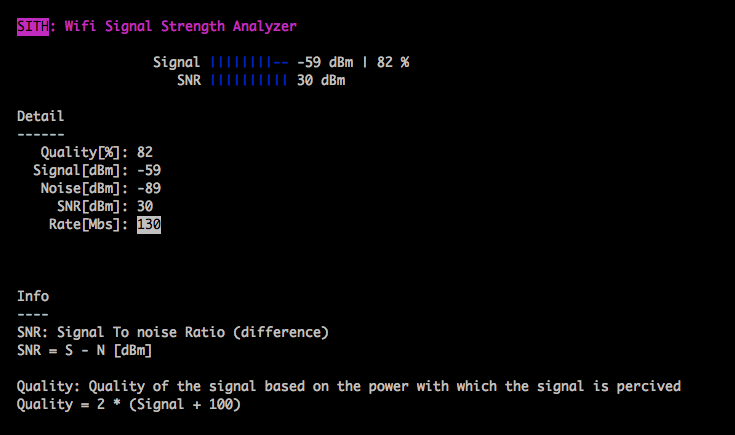 SITH: Wifi Signal Strength Analyzer
Signal ||||||||-- -59 dBm | 82 %
SNR |||||||||| 30 dBm
Detail
------
Quality[%]: 82
Signal[dBm]: -59
Noise[dBm]: -89
SNR[dBm]: 30
Rate[Mbs]: 130
Info
----
SNR: Signal To noise Ratio (difference)
SNR = S - N [dBm]
Quality: Quality of the signal based on the power with which the signal is percived
Quality = 2 * (Signal + 100)